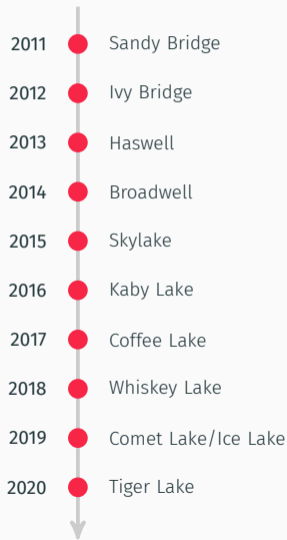 2011 Sandy Bridge
2012 Ivy Bridge
2013 Haswell
2014 Broadwell
2015 Skylake
2016 Kaby Lake
2017 Coffee Lake
2018 Whiskey Lake
2019 Comet Lake/Ice Lake
2020 Tiger Lake